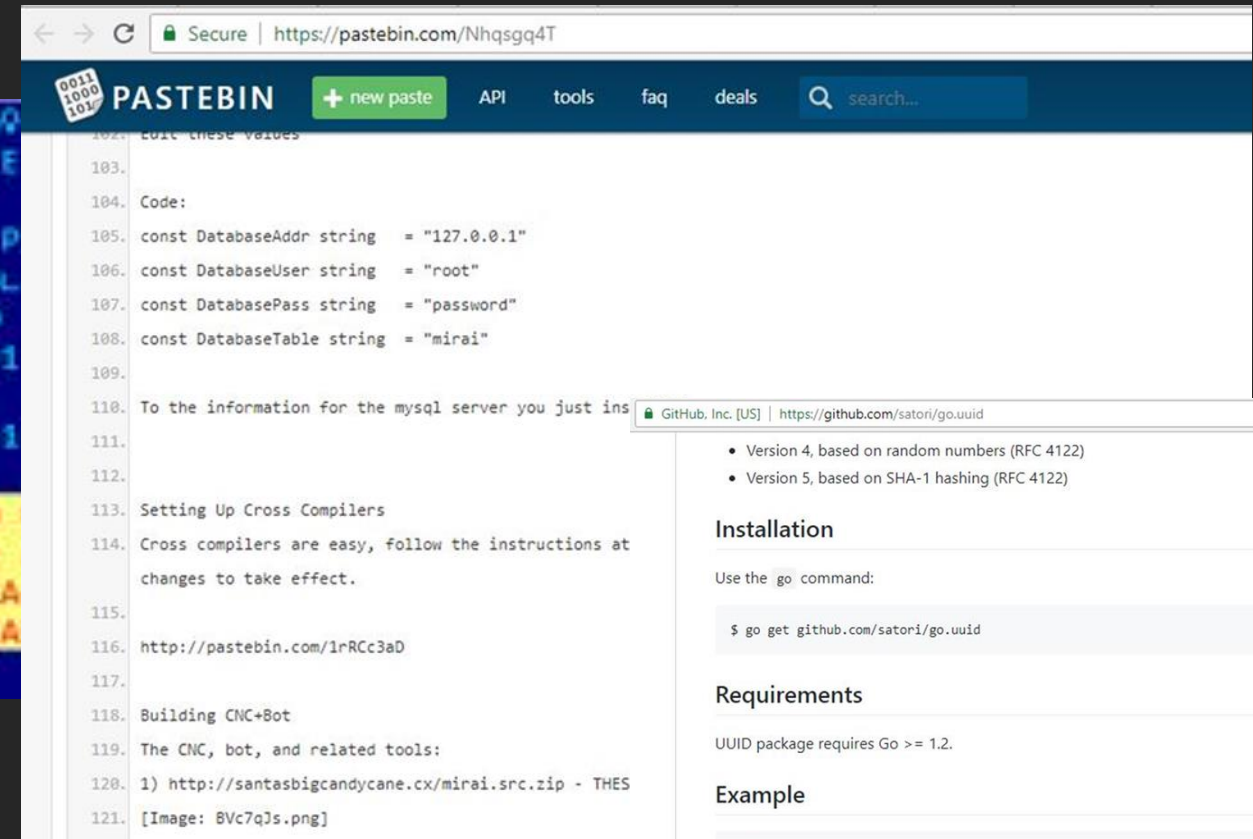 Secure | https://pastebin.com/Nhqsgq4T
0011
1000
101
PASTEBIN
+ new paste
API
tools
faq
deals
search...
102. Edit these values
103.
104. Code:
105. const DatabaseAddr string = "127.0.0.1"
106. const DatabaseUser string = "root"
107. const DatabasePass string = "password"
108. const DatabaseTable string = "mirai"
109.
110. To the information for the mysql server you just ins
111.
112.
113. Setting Up Cross Compilers
114. Cross compilers are easy, follow the instructions at
changes to take effect.
115.
116. http://pastebin.com/1rRCc3aD
117.
118. Building CNC+Bot
119. The CNC, bot, and related tools:
120. 1) http://santasbigcandycane.cx/mirai.src.zip - THES
121. [Image: BVc7qJs.png]
GitHub, Inc. [US] | https://github.com/satori/go.uuid
• Version 4, based on random numbers (RFC 4122)
• Version 5, based on SHA-1 hashing (RFC 4122)
Installation
Use the go command:
$ go get github.com/satori/go.uuid
Requirements
UUID package requires Go >= 1.2.
Example